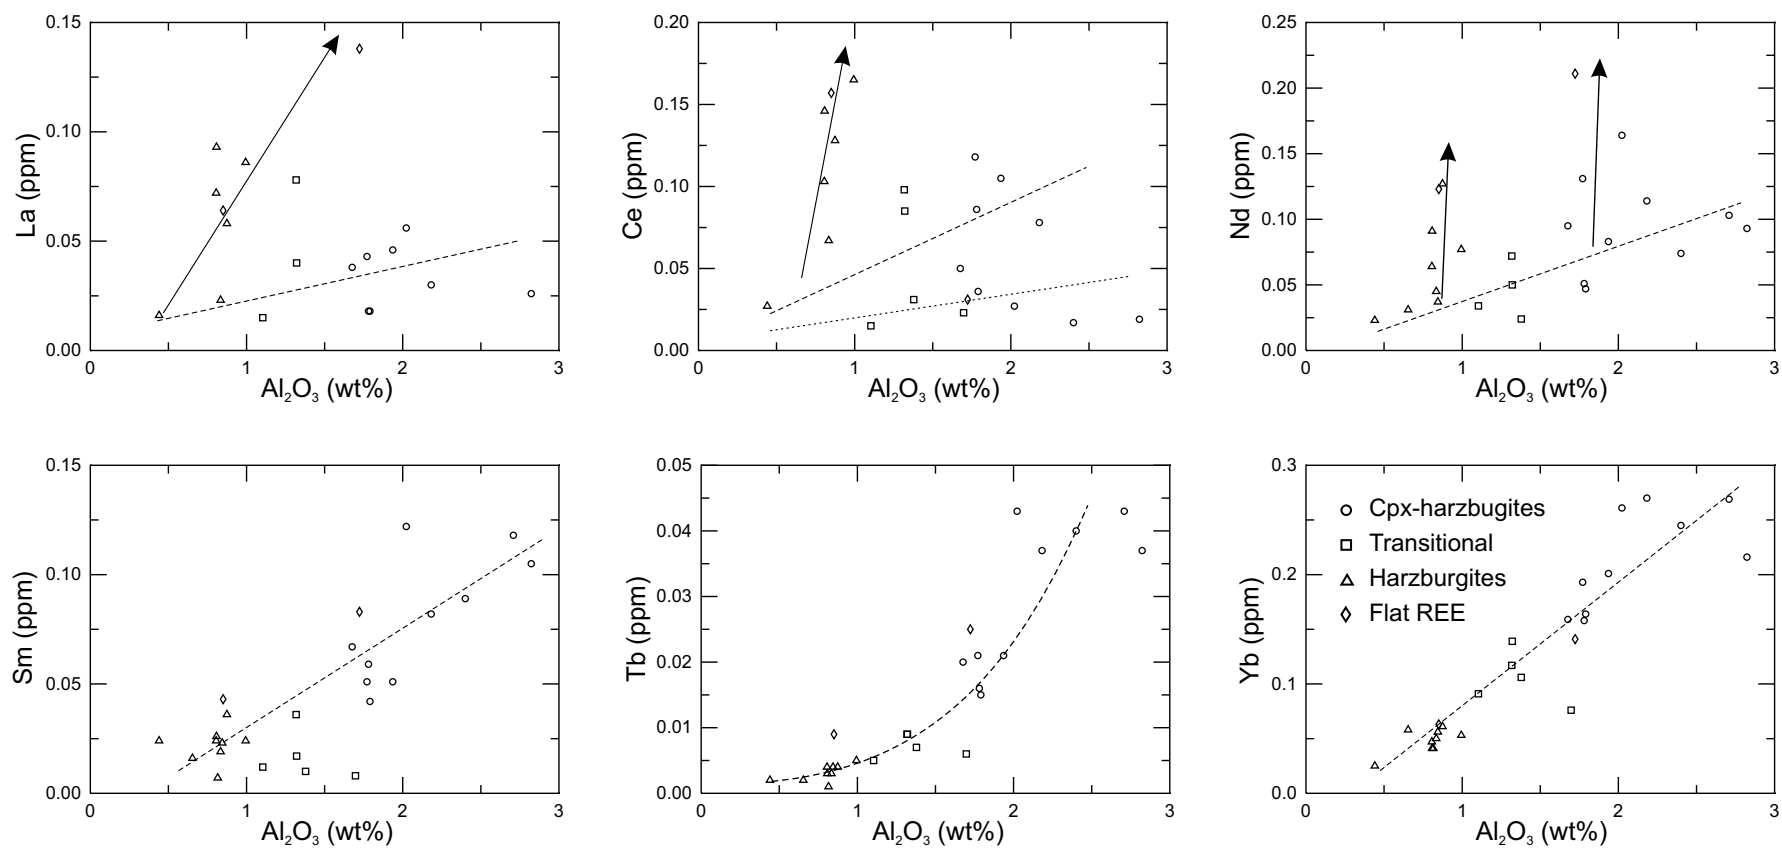 0.15
0.10
0.05
0.00
La (ppm)
0 1 2 3
Al₂O₃ (wt%)
0.20
0.15
0.10
0.05
0.00
Ce (ppm)
0 1 2 3
Al₂O₃ (wt%)
0.25
0.20
0.15
0.10
0.05
0.00
Nd (ppm)
0 1 2 3
Al₂O₃ (wt%)
0.15
0.10
0.05
0.00
Sm (ppm)
0 1 2 3
Al₂O₃ (wt%)
0.05
0.04
0.03
0.02
0.01
0.00
Tb (ppm)
0 1 2 3
Al₂O₃ (wt%)
0.3
0.2
0.1
0.0
Yb (ppm)
Cpx-harzbugites
Transitional
Harzburgites
Flat REE
0 1 2 3
Al₂O₃ (wt%)